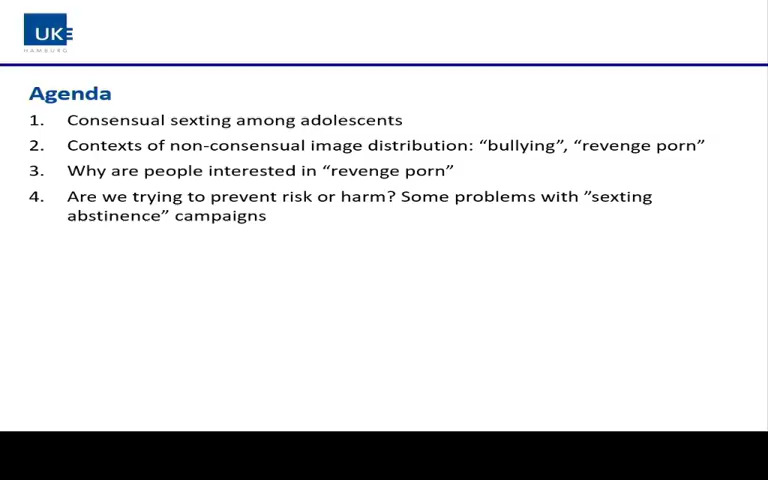 UKE
HAMBURG
Agenda
1. Consensual sexting among adolescents
2. Contexts of non-consensual image distribution: “bullying”, “revenge porn”
3. Why are people interested in “revenge porn”
4. Are we trying to prevent risk or harm? Some problems with ”sexting
abstinence” campaigns